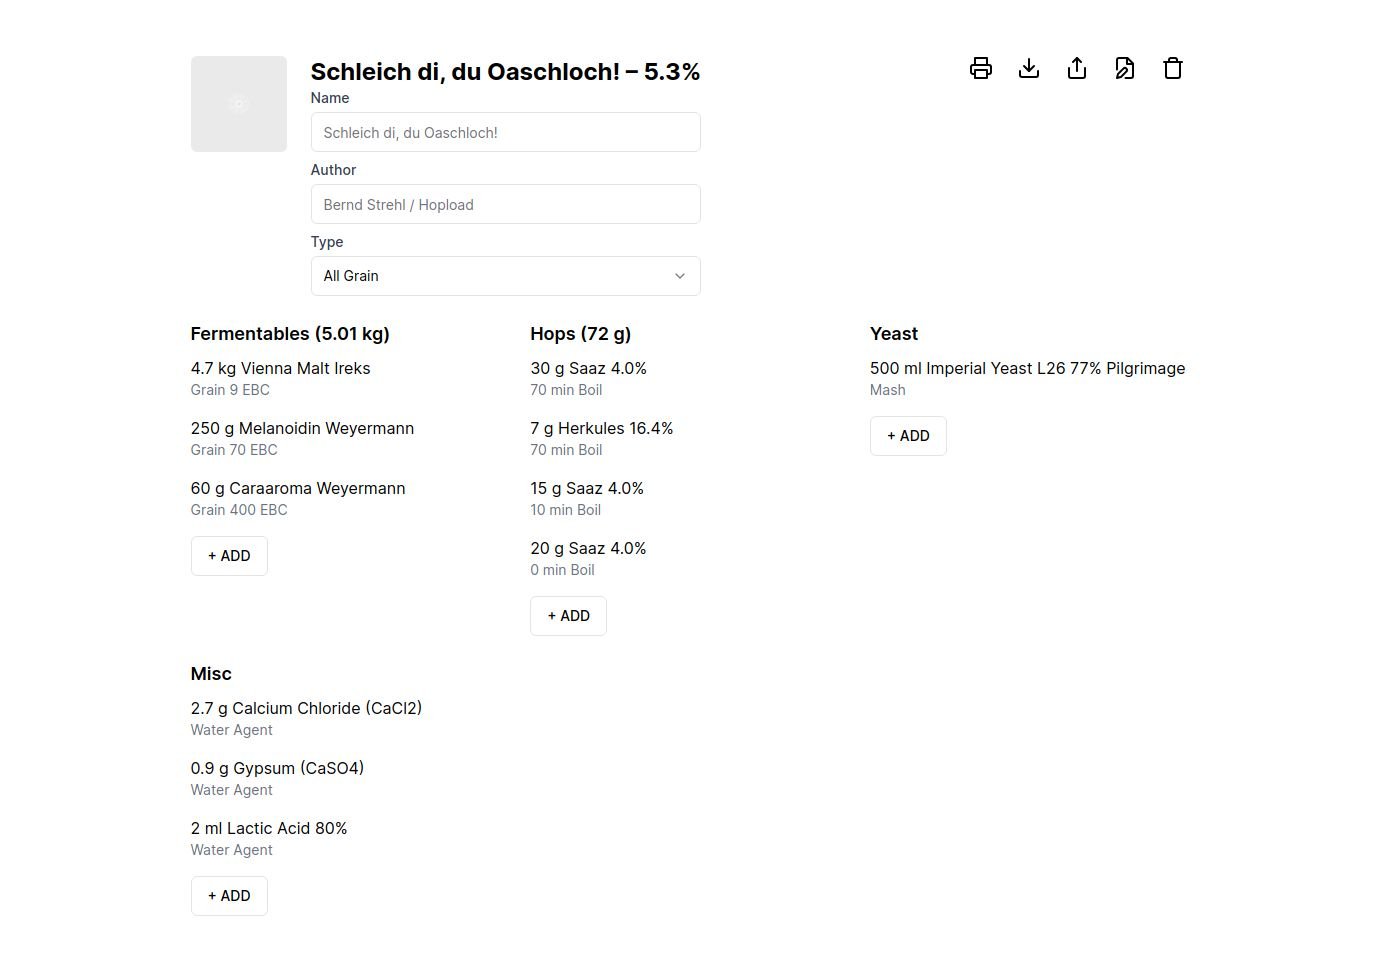 Schleich di, du Oaschloch! – 5.3%
Name
Schleich di, du Oaschloch!
Author
Bernd Strehl / Hopload
Type
All Grain
Fermentables (5.01 kg)
4.7 kg Vienna Malt Ireks
Grain 9 EBC
250 g Melanoidin Weyermann
Grain 70 EBC
60 g Caraaroma Weyermann
Grain 400 EBC
+ ADD
Hops (72 g)
30 g Saaz 4.0%
70 min Boil
7 g Herkules 16.4%
70 min Boil
15 g Saaz 4.0%
10 min Boil
20 g Saaz 4.0%
0 min Boil
+ ADD
Yeast
500 ml Imperial Yeast L26 77% Pilgrimage
Mash
+ ADD
Misc
2.7 g Calcium Chloride (CaCl2)
Water Agent
0.9 g Gypsum (CaSO4)
Water Agent
2 ml Lactic Acid 80%
Water Agent
+ ADD